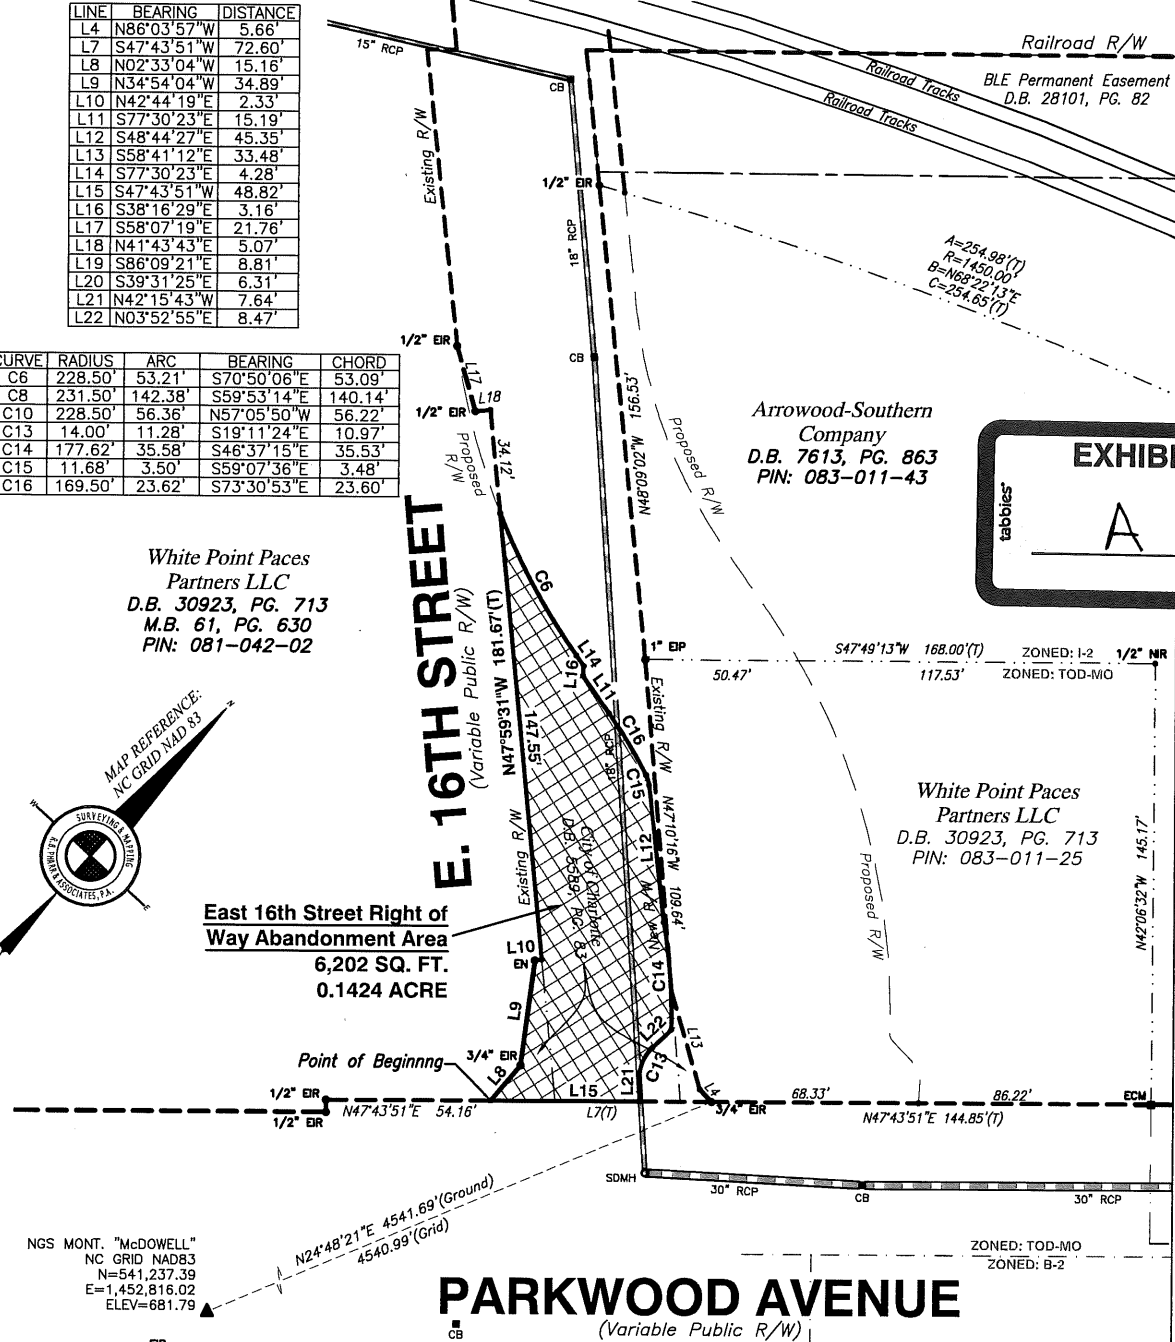 LINE BEARING DISTANCE
L4 N86°03'57"W 5.66'
L7 S47°43'51"W 72.60'
L8 N02°33'04"W 15.16'
L9 N34°54'04"W 34.89'
L10 N42°44'19"E 2.33'
L11 S77°30'23"E 15.19'
L12 S48°44'27"E 45.35'
L13 S58°41'12"E 33.48'
L14 S77°30'23"E 4.28'
L15 S47°43'51"W 48.82'
L16 S38°16'29"E 3.16'
L17 S58°07'19"E 21.76'
L18 N41°43'43"E 5.07'
L19 S86°09'21"E 8.81'
L20 S39°31'25"E 6.31'
L21 N42°15'43"W 7.64'
L22 N03°52'55"E 8.47'
CURVE RADIUS ARC BEARING CHORD
C6 228.50' 53.21' S70°50'06"E 53.09'
C8 231.50' 142.38' S59°53'14"E 140.14'
C10 228.50' 56.36' N57°05'50"W 56.22'
C13 14.00' 11.28' S19°11'24"E 10.97'
C14 177.62' 35.58' S46°37'15"E 35.53'
C15 11.68' 3.50' S59°07'36"E 3.48'
C16 169.50' 23.62' S73°30'53"E 23.60'
15" RCP
CB
Existing R/W
1/2" EIR
18" RCP
CB
Railroad R/W
Railroad Tracks
Railroad Tracks
BLE Permanent Easement
D.B. 28101, PG. 82
A=254.98'(T)
R=1450.00'
B=N68°22'13"E
C=254.65'(T)
1/2" EIR
L17
L18
1/2" EIR
Proposed
R/W
34.12'
N48°09'02"W 156.53'
Proposed R/W
Arrowood-Southern
Company
D.B. 7613, PG. 863
PIN: 083-011-43
EXHIBI
tabbies®
A
White Point Paces
Partners LLC
D.B. 30923, PG. 713
M.B. 61, PG. 630
PIN: 081-042-02
E. 16TH STREET
(Variable Public R/W)
N47°59'31"W 181.67'(T)
147.55'
Existing R/W
C6
L14
L16
L11
C16
18" RCP
C15
L12
New R/W
C14
1" EIP
Existing R/W
N47°10'16"W 109.64'
S47°49'13"W 168.00'(T)
50.47'
117.53'
ZONED: I-2
ZONED: TOD-MO
1/2" NIR
White Point Paces
Partners LLC
D.B. 30923, PG. 713
PIN: 083-011-25
Proposed R/W
N42°06'32"W 145.17'
MAP REFERENCE:
NC GRID NAD 83
N
W
E
SURVEYING & MAPPING
R.B. PHARR & ASSOCIATES, P.A.
City of Charlotte
D.B. 5589, PG. 83
East 16th Street Right of
Way Abandonment Area
6,202 SQ. FT.
0.1424 ACRE
L10
EN
L9
3/4" EIR
L8
Point of Beginnng
L22
L13
C13
L21
L15
L4
L7(T)
3/4" EIR
1/2" EIR
1/2" EIR
N47°43'51"E 54.16'
68.33'
86.22'
N47°43'51"E 144.85'(T)
ECM
SDMH
30" RCP
CB
30" RCP
N24°48'21"E 4541.69'(Ground)
4540.99'(Grid)
NGS MONT. "McDOWELL"
NC GRID NAD83
N=541,237.39
E=1,452,816.02
ELEV=681.79
ZONED: TOD-MO
ZONED: B-2
PARKWOOD AVENUE
(Variable Public R/W)
CB